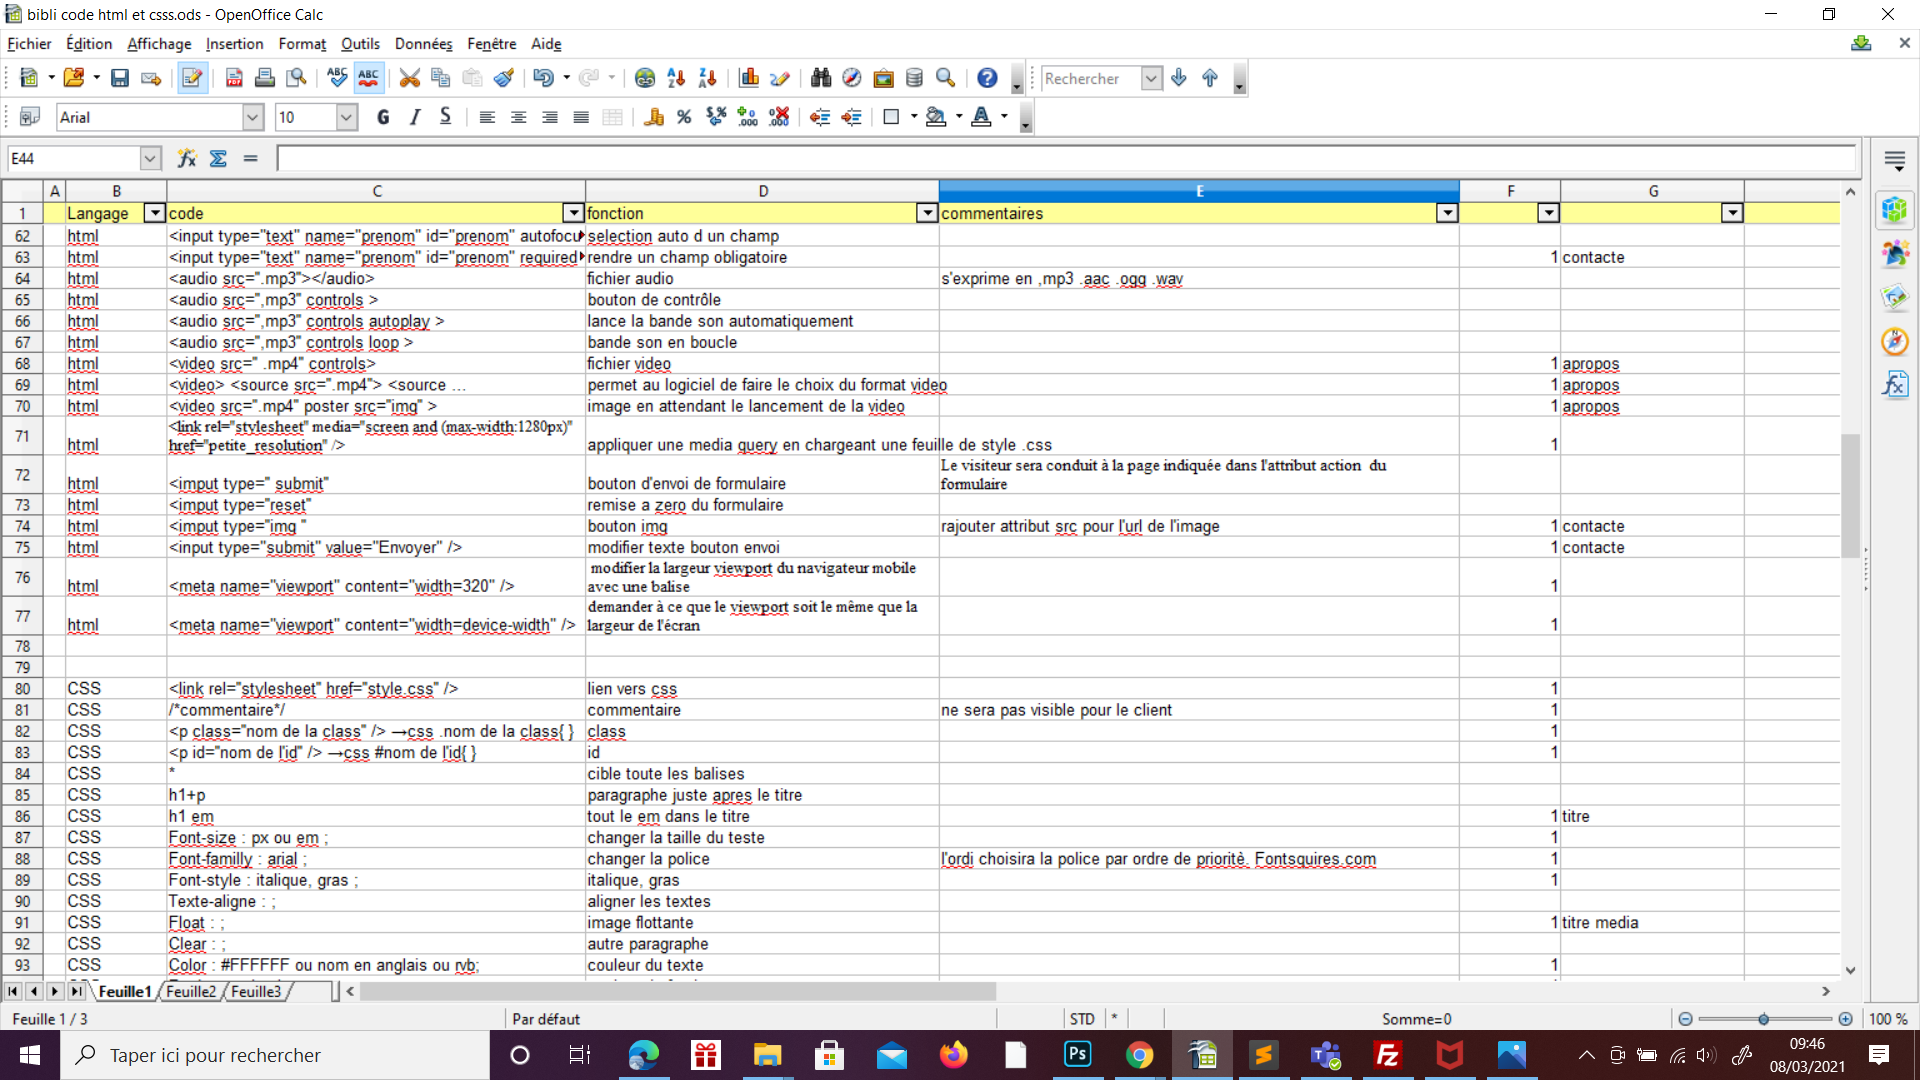 bibli code html et csss.ods - OpenOffice Calc
Fichier Édition Affichage Insertion Format Outils Données Fenêtre Aide
Rechercher
Arial 10 G I S
E44
A B C D E F G
1 Langage code fonction commentaires
62 html <input type="text" name="prenom" id="prenom" autofocu selection auto d un champ
63 html <input type="text" name="prenom" id="prenom" required rendre un champ obligatoire 1 contacte
64 html <audio src=".mp3"></audio> fichier audio s'exprime en ,mp3 .aac .ogg .wav
65 html <audio src=",mp3" controls > bouton de contrôle
66 html <audio src=",mp3" controls autoplay > lance la bande son automatiquement
67 html <audio src=",mp3" controls loop > bande son en boucle
68 html <video src=" .mp4" controls> fichier video 1 apropos
69 html <video> <source src=".mp4"> <source ... permet au logiciel de faire le choix du format video 1 apropos
70 html <video src=".mp4" poster src="img" > image en attendant le lancement de la video 1 apropos
71 html <link rel="stylesheet" media="screen and (max-width:1280px)"
href="petite_resolution" /> appliquer une media query en chargeant une feuille de style .css 1
72 html <imput type=" submit" bouton d'envoi de formulaire Le visiteur sera conduit à la page indiquée dans l'attribut action du
formulaire
73 html <imput type="reset" remise a zero du formulaire
74 html <imput type="img " bouton img rajouter attribut src pour l'url de l'image 1 contacte
75 html <input type="submit" value="Envoyer" /> modifier texte bouton envoi 1 contacte
76 html <meta name="viewport" content="width=320" /> modifier la largeur viewport du navigateur mobile
avec une balise 1
77 html <meta name="viewport" content="width=device-width" /> demander à ce que le viewport soit le même que la
largeur de l'écran 1
78
79
80 CSS <link rel="stylesheet" href="style.css" /> lien vers css 1
81 CSS /*commentaire*/ commentaire ne sera pas visible pour le client 1
82 CSS <p class="nom de la class" /> →css .nom de la class{ } class 1
83 CSS <p id="nom de l'id" /> →css #nom de l'id{ } id 1
84 CSS * cible toute les balises
85 CSS h1+p paragraphe juste apres le titre
86 CSS h1 em tout le em dans le titre 1 titre
87 CSS Font-size : px ou em ; changer la taille du teste 1
88 CSS Font-familly : arial ; changer la police l'ordi choisira la police par ordre de prioritè. Fontsquires.com 1
89 CSS Font-style : italique, gras ; italique, gras 1
90 CSS Texte-aligne : ; aligner les textes
91 CSS Float : ; image flottante 1 titre media
92 CSS Clear : ; autre paragraphe
93 CSS Color : #FFFFFF ou nom en anglais ou rvb; couleur du texte 1
Feuille1 Feuille2 Feuille3
Feuille 1 / 3 Par défaut STD * Somme=0 100 %
Taper ici pour rechercher
09:46
08/03/2021